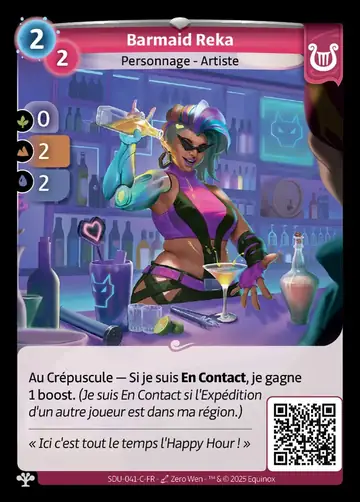 2
Barmaid Reka
2
Personnage - Artiste
0
2
2
Au Crépuscule — Si je suis En Contact, je gagne
1 boost. (Je suis En Contact si l'Expédition
d'un autre joueur est dans ma région.)
« Ici c'est tout le temps l'Happy Hour ! »
SDU-041-C-FR - Zero Wen - ™ & © 2025 Equinox